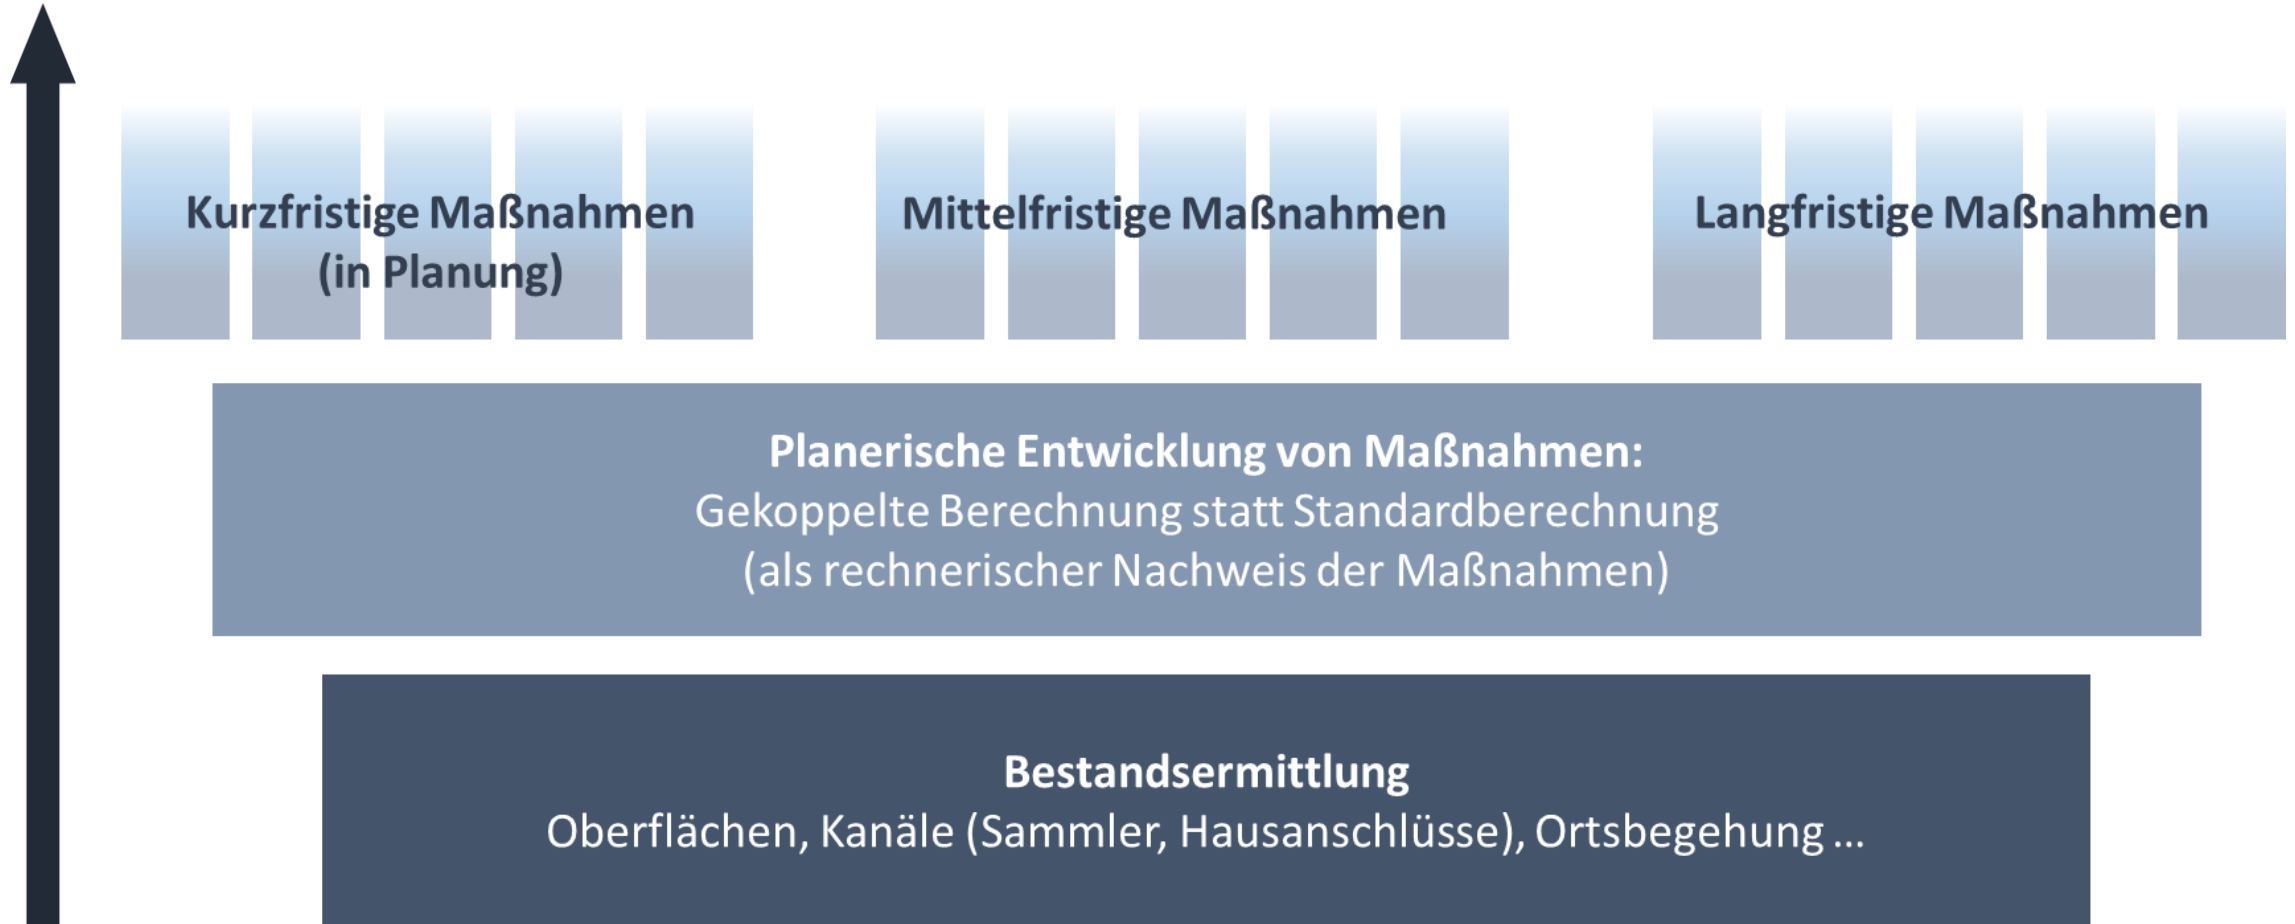 Kurzfristige Maßnahmen
(in Planung)
Mittelfristige Maßnahmen
Langfristige Maßnahmen
Planerische Entwicklung von Maßnahmen:
Gekoppelte Berechnung statt Standardberechnung
(als rechnerischer Nachweis der Maßnahmen)
Bestandsermittlung
Oberflächen, Kanäle (Sammler, Hausanschlüsse), Ortsbegehung ...